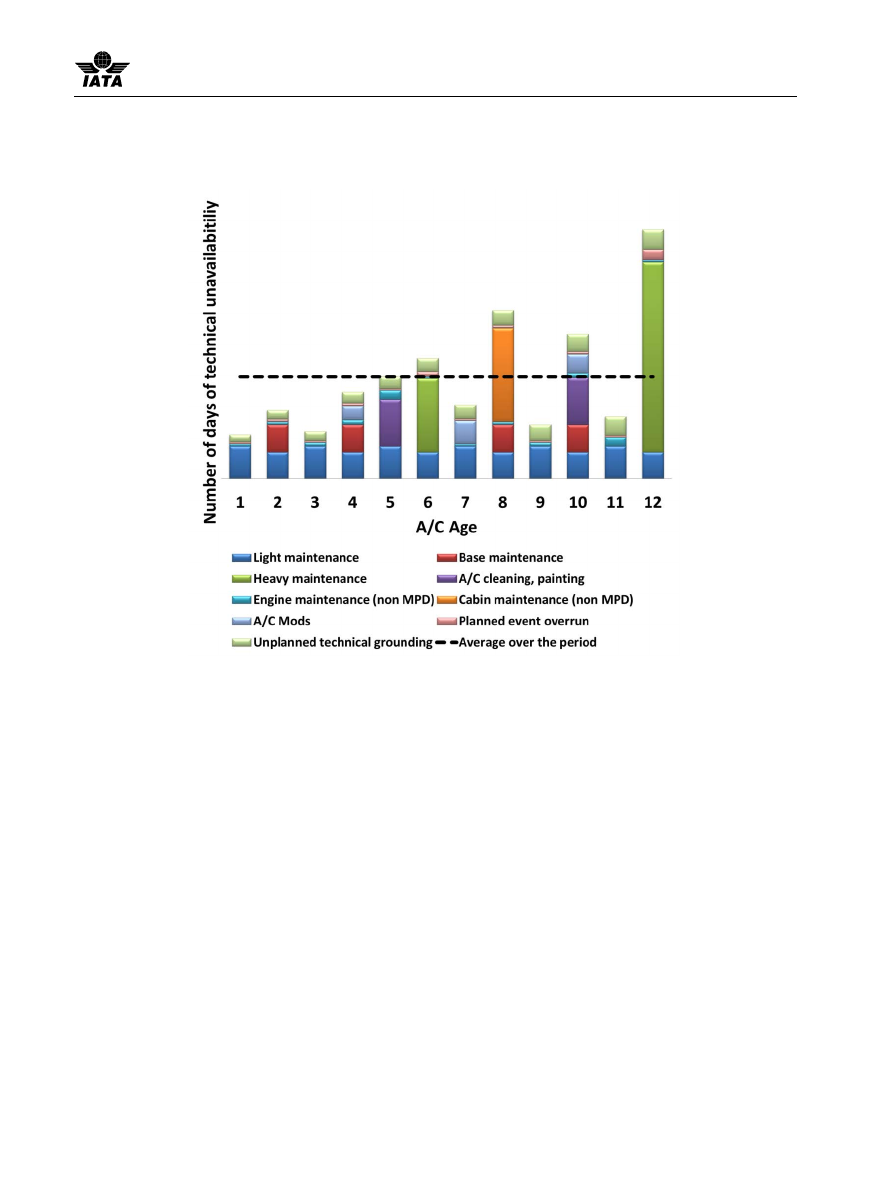 IATA
Number of days of technical unavailabitiliy
1 2 3 4 5 6 7 8 9 10 11 12
A/C Age
Light maintenance Base maintenance
Heavy maintenance A/C cleaning, painting
Engine maintenance (non MPD) Cabin maintenance (non MPD)
A/C Mods Planned event overrun
Unplanned technical grounding Average over the period